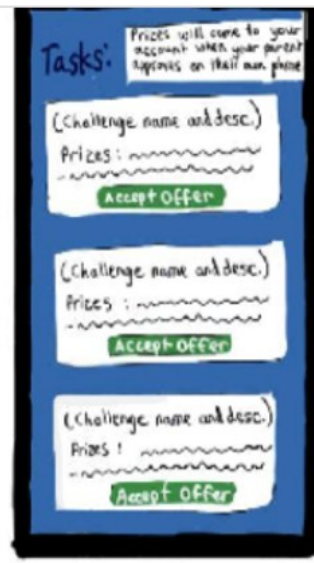 Tasks:
Prizes will come to your
account when your parent
approves on their own phone
(Challenge name and desc.)
Prizes :
Accept Offer
(Challenge name and desc.)
Prizes :
Accept Offer
(Challenge name and desc.)
Prizes :
Accept Offer